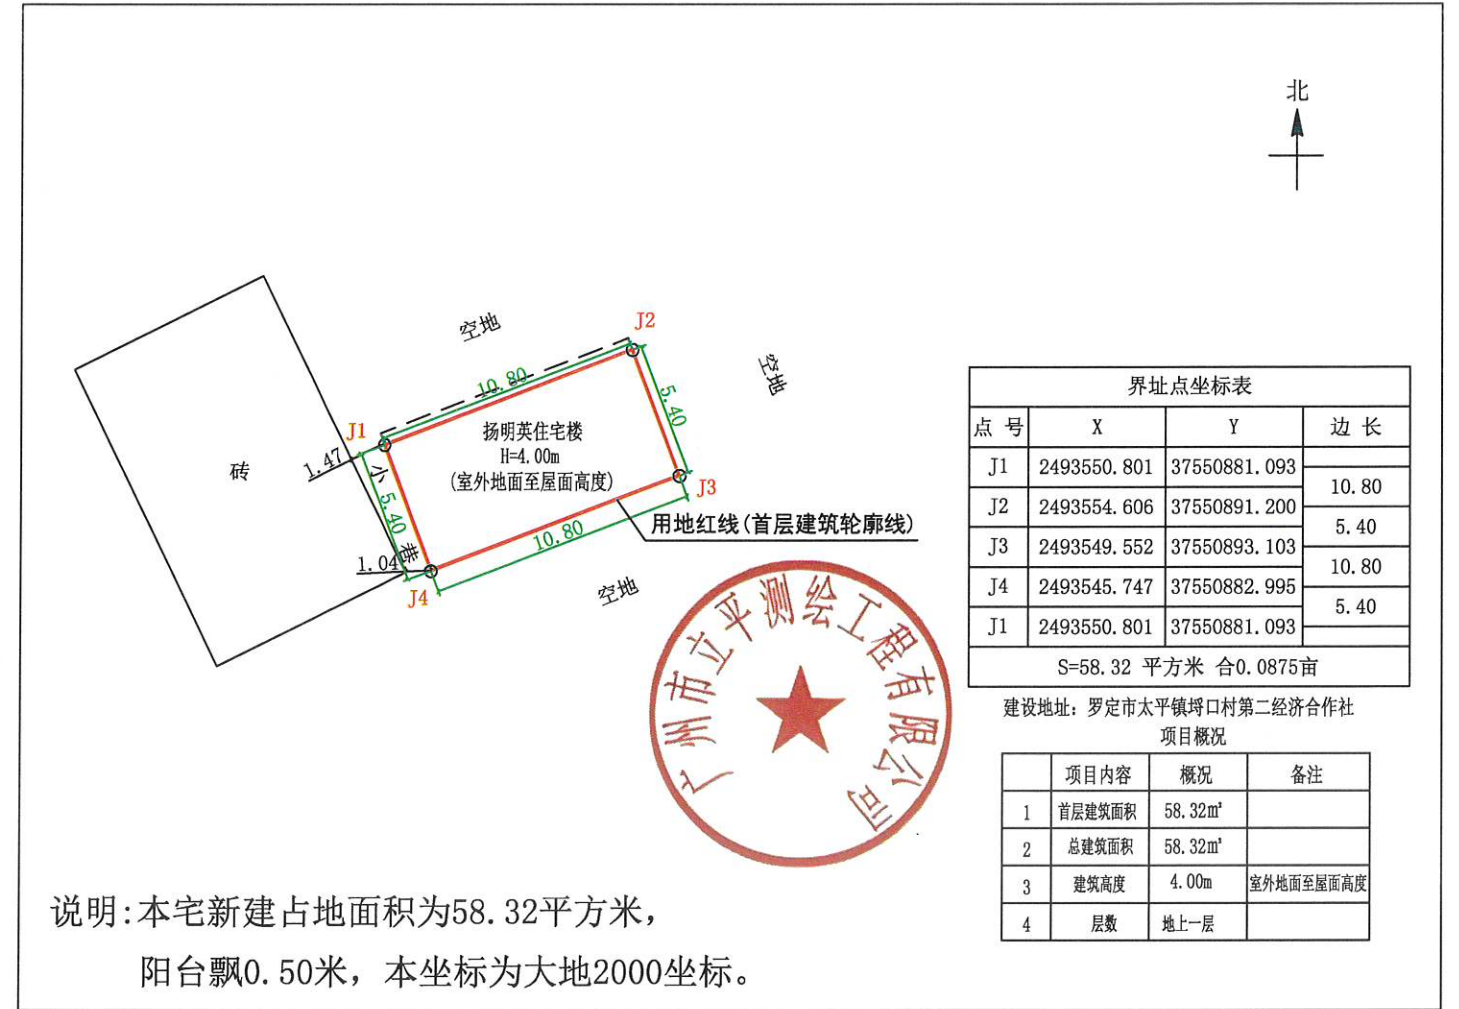 北
空地
J2
空地
10.80
5.40
J1
扬明英住宅楼
H=4.00m
(室外地面至屋面高度)
1.47
小
巷
砖
5.40
J3
用地红线(首层建筑轮廓线)
10.80
1.04
J4
空地
广州市立平测绘工程有限公司
界址点坐标表
点 号 X Y 边 长
J1 2493550.801 37550881.093
10.80
J2 2493554.606 37550891.200
5.40
J3 2493549.552 37550893.103
10.80
J4 2493545.747 37550882.995
5.40
J1 2493550.801 37550881.093
S=58.32 平方米 合0.0875亩
建设地址: 罗定市太平镇埒口村第二经济合作社
项目概况
项目内容 概况 备注
1 首层建筑面积 58.32m²
2 总建筑面积 58.32m²
3 建筑高度 4.00m 室外地面至屋面高度
4 层数 地上一层
说明:本宅新建占地面积为58.32平方米,
阳台飘0.50米, 本坐标为大地2000坐标。